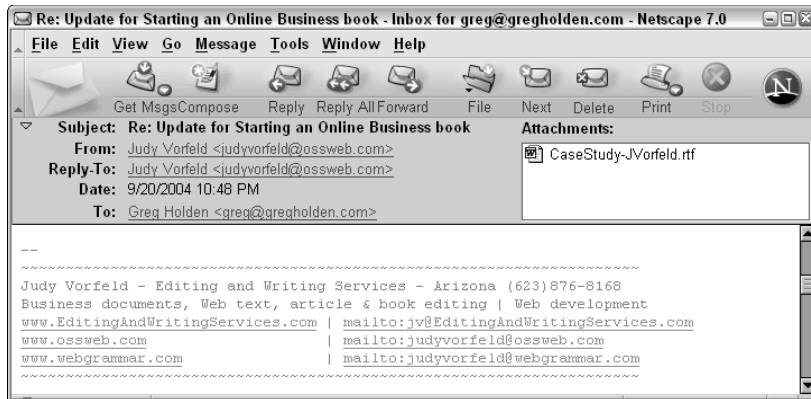 Re: Update for Starting an Online Business book - Inbox for greg@gregholden.com - Netscape 7.0
File Edit View Go Message Tools Window Help
Get Msgs Compose Reply Reply All Forward File Next Delete Print Stop
N
Subject: Re: Update for Starting an Online Business book
Attachments:
From: Judy Vorfeld <judyvorfeld@ossweb.com>
CaseStudy-JVorfeld.rtf
Reply-To: Judy Vorfeld <judyvorfeld@ossweb.com>
Date: 9/20/2004 10:48 PM
To: Greg Holden <greg@gregholden.com>
--
~~~~~~~~~~~~~~~~~~~~~~~~~~~~~~~~~~~~~~~~~~~~~~~~~~~~~~~~~~~~~~~~~~~~~~
Judy Vorfeld - Editing and Writing Services - Arizona (623)876-8168
Business documents, Web text, article & book editing | Web development
www.EditingAndWritingServices.com | mailto:jv@EditingAndWritingServices.com
www.ossweb.com | mailto:judyvorfeld@ossweb.com
www.webgrammar.com | mailto:judyvorfeld@webgrammar.com
~~~~~~~~~~~~~~~~~~~~~~~~~~~~~~~~~~~~~~~~~~~~~~~~~~~~~~~~~~~~~~~~~~~~~~